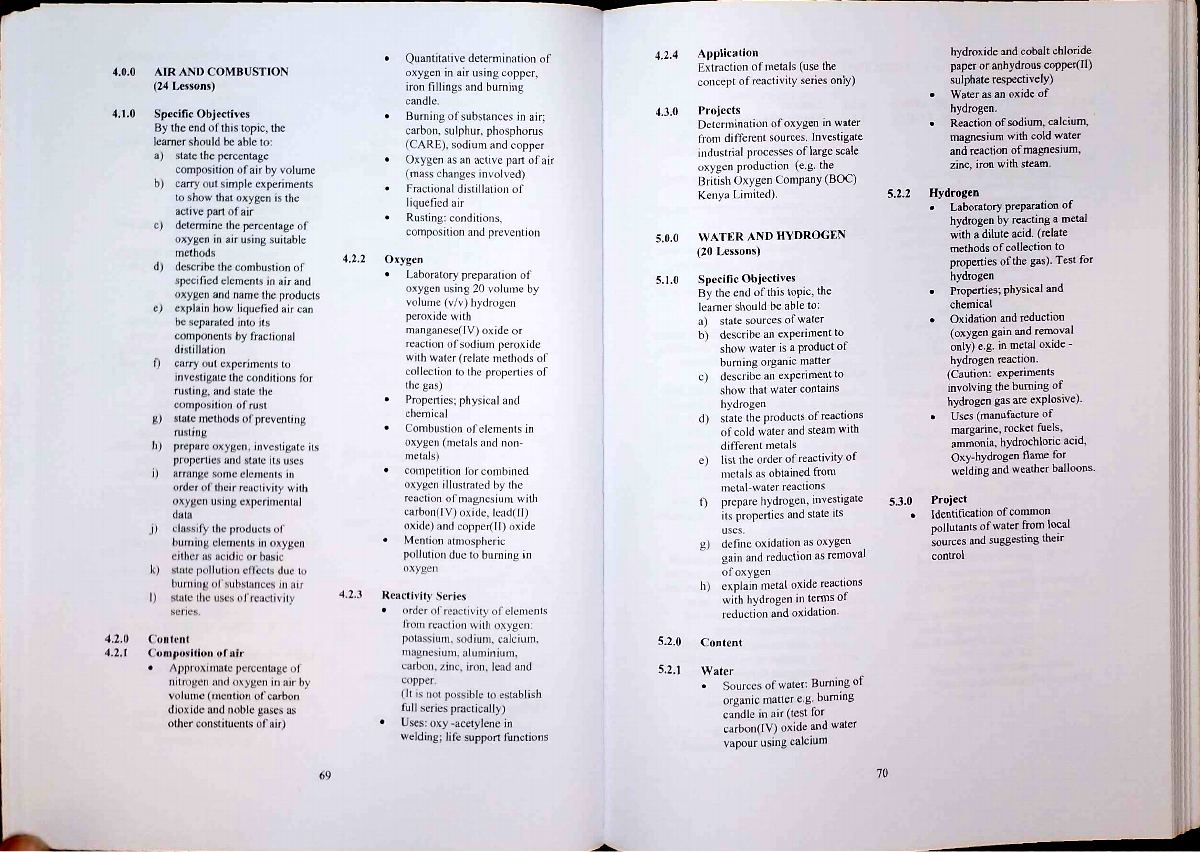 4.0.0 AIR AND COMBUSTION
(24 Lessons)
4.1.0 Specific Objectives
By the end of this topic, the
learner should be able to:
a) state the percentage
composition of air by volume
b) carry out simple experiments
to show that oxygen is the
active part of air
c) determine the percentage of
oxygen in air using suitable
methods
d) describe the combustion of
specified elements in air and
oxygen and name the products
e) explain how liquefied air can
be separated into its
components by fractional
distillation
f) carry out experiments to
investigate the conditions for
rusting, and state the
composition of rust
g) state methods of preventing
rusting
h) prepare oxygen, investigate its
properties and state its uses
i) arrange some elements in
order of their reactivity with
oxygen using experimental
data
j) classify the products of
burning elements in oxygen
either as acidic or basic
k) state pollution effects due to
burning of substances in air
l) state the uses of reactivity
series.
4.2.0 Content
4.2.1 Composition of air
• Approximate percentage of
nitrogen and oxygen in air by
volume (mention of carbon
dioxide and noble gases as
other constituents of air)
• Quantitative determination of
oxygen in air using copper,
iron fillings and burning
candle.
• Burning of substances in air;
carbon, sulphur, phosphorus
(CARE), sodium and copper
• Oxygen as an active part of air
(mass changes involved)
• Fractional distillation of
liquefied air
• Rusting: conditions,
composition and prevention
4.2.2 Oxygen
• Laboratory preparation of
oxygen using 20 volume by
volume (v/v) hydrogen
peroxide with
manganese(IV) oxide or
reaction of sodium peroxide
with water (relate methods of
collection to the properties of
the gas)
• Properties; physical and
chemical
• Combustion of elements in
oxygen (metals and non-
metals)
• competition for combined
oxygen illustrated by the
reaction of magnesium with
carbon(IV) oxide, lead(II)
oxide) and copper(II) oxide
• Mention atmospheric
pollution due to burning in
oxygen
4.2.3 Reactivity Series
• order of reactivity of elements
from reaction with oxygen:
potassium, sodium, calcium,
magnesium, aluminium,
carbon, zinc, iron, lead and
copper.
(It is not possible to establish
full series practically)
• Uses: oxy -acetylene in
welding; life support functions
69
4.2.4 Application
Extraction of metals (use the
concept of reactivity series only)
4.3.0 Projects
Determination of oxygen in water
from different sources. Investigate
industrial processes of large scale
oxygen production (e.g. the
British Oxygen Company (BOC)
Kenya Limited).
5.0.0 WATER AND HYDROGEN
(20 Lessons)
5.1.0 Specific Objectives
By the end of this topic, the
learner should be able to:
a) state sources of water
b) describe an experiment to
show water is a product of
burning organic matter
c) describe an experiment to
show that water contains
hydrogen
d) state the products of reactions
of cold water and steam with
different metals
e) list the order of reactivity of
metals as obtained from
metal-water reactions
f) prepare hydrogen, investigate
its properties and state its
uses.
g) define oxidation as oxygen
gain and reduction as removal
of oxygen
h) explain metal oxide reactions
with hydrogen in terms of
reduction and oxidation.
5.2.0 Content
5.2.1 Water
• Sources of water: Burning of
organic matter e.g. burning
candle in air (test for
carbon(IV) oxide and water
vapour using calcium
hydroxide and cobalt chloride
paper or anhydrous copper(II)
sulphate respectively)
• Water as an oxide of
hydrogen.
• Reaction of sodium, calcium,
magnesium with cold water
and reaction of magnesium,
zinc, iron with steam.
5.2.2 Hydrogen
• Laboratory preparation of
hydrogen by reacting a metal
with a dilute acid. (relate
methods of collection to
properties of the gas). Test for
hydrogen
• Properties; physical and
chemical
• Oxidation and reduction
(oxygen gain and removal
only) e.g. in metal oxide -
hydrogen reaction.
(Caution: experiments
involving the burning of
hydrogen gas are explosive).
• Uses (manufacture of
margarine, rocket fuels,
ammonia, hydrochloric acid,
Oxy-hydrogen flame for
welding and weather balloons.
5.3.0 Project
• Identification of common
pollutants of water from local
sources and suggesting their
control
70